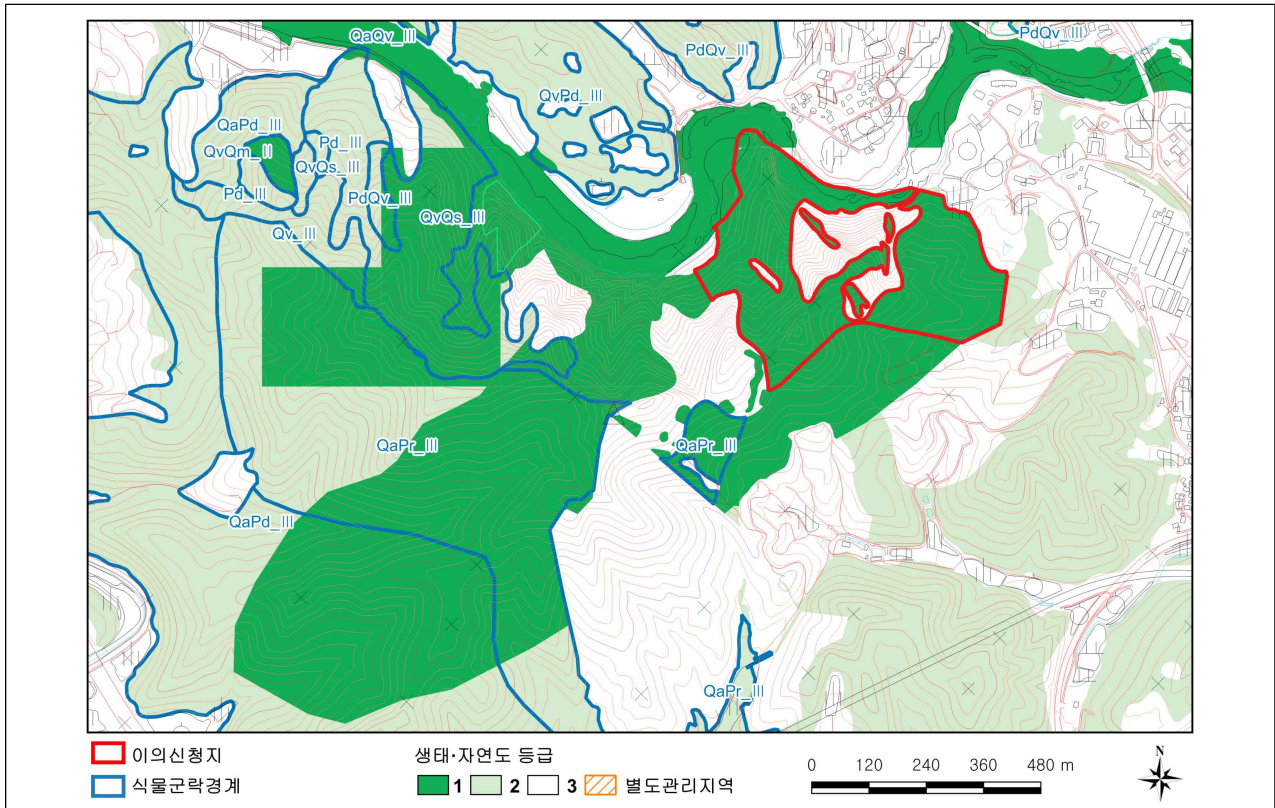 QaQv_III
PdQv_III
PdQv_III
QvPd_III
QaPd_III
Pd_III
QvQm_II
QvQs_III
Pd_III
PdQv_III
QvQs_III
Qv_III
QaPr_III
QaPr_III
QaPd_III
QaPr_III
이의신청지
식물군락경계
생태·자연도 등급
1 2 3 별도관리지역
0 120 240 360 480 m
N